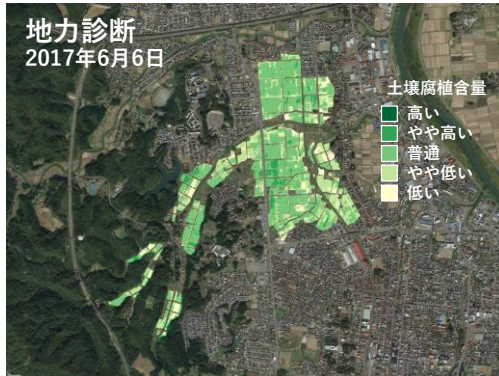 地力診断
2017年6月6日
土壌腐植含量
高い
やや高い
普通
やや低い
低い